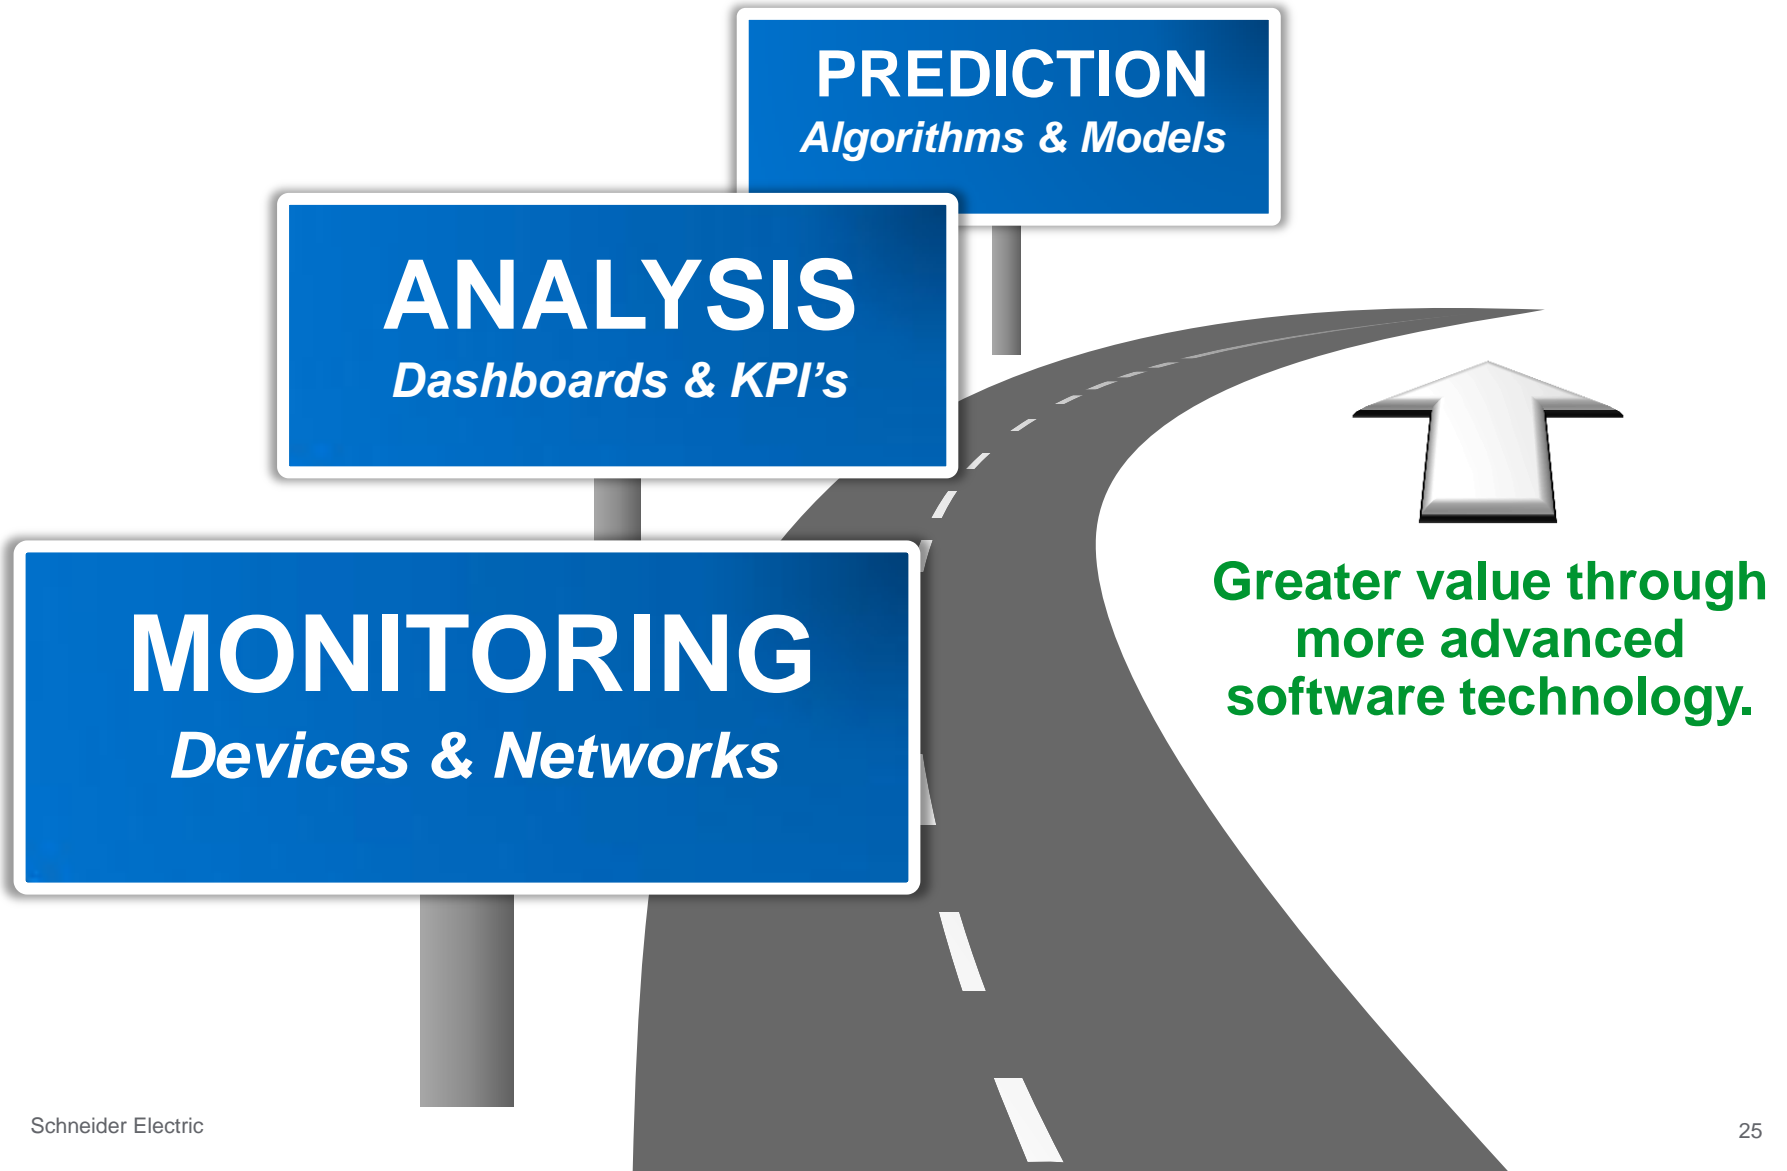 PREDICTION
Algorithms & Models
ANALYSIS
Dashboards & KPI’s
MONITORING
Devices & Networks
Greater value through
more advanced
software technology.
Schneider Electric
25